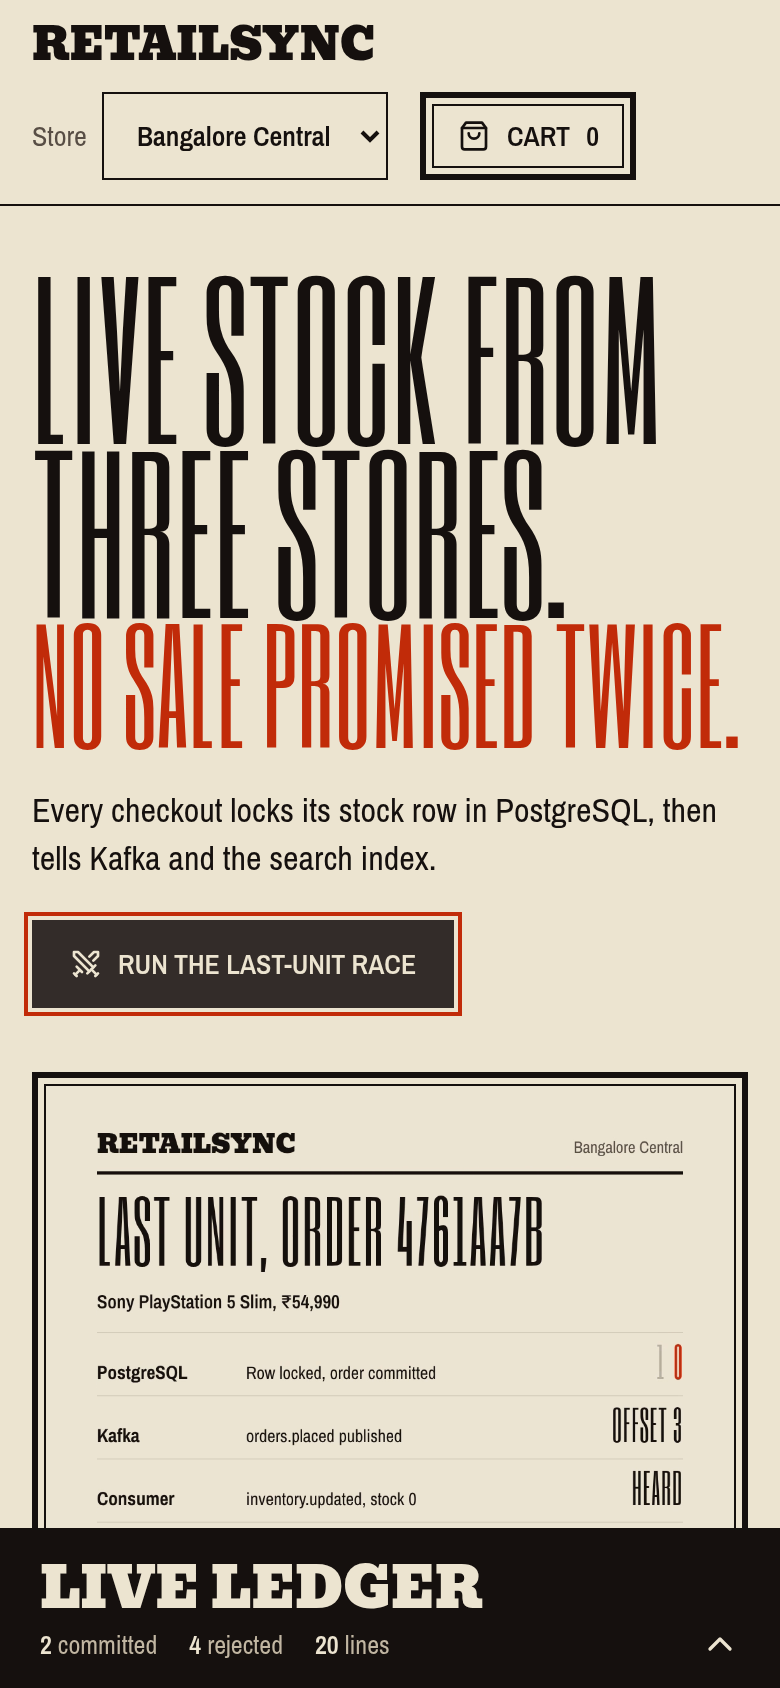 RETAILSYNC
Store Bangalore Central CART 0
LIVE STOCK FROM
THREE STORES.
NO SALE PROMISED TWICE.
Every checkout locks its stock row in PostgreSQL, then
tells Kafka and the search index.
RUN THE LAST-UNIT RACE
RETAILSYNC Bangalore Central
LAST UNIT, ORDER 4761AA7B
Sony PlayStation 5 Slim, ₹54,990
PostgreSQL Row locked, order committed 1 0
Kafka orders.placed published OFFSET 3
Consumer inventory.updated, stock 0 HEARD
LIVE LEDGER
2 committed 4 rejected 20 lines